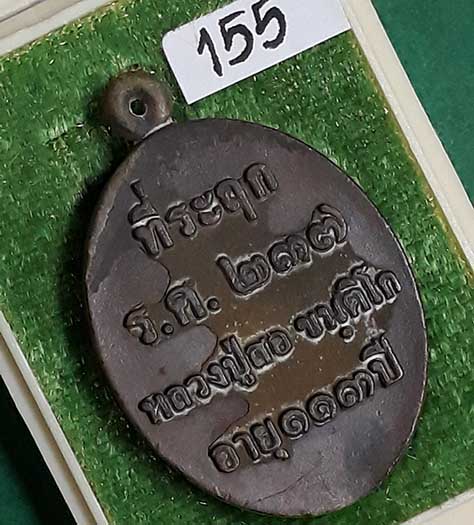 155
ที่ระฤก
ร.ศ. ๒๓๗
หลวงปู่สอ ขนฺติโก
อายุ๑๑๓ปี